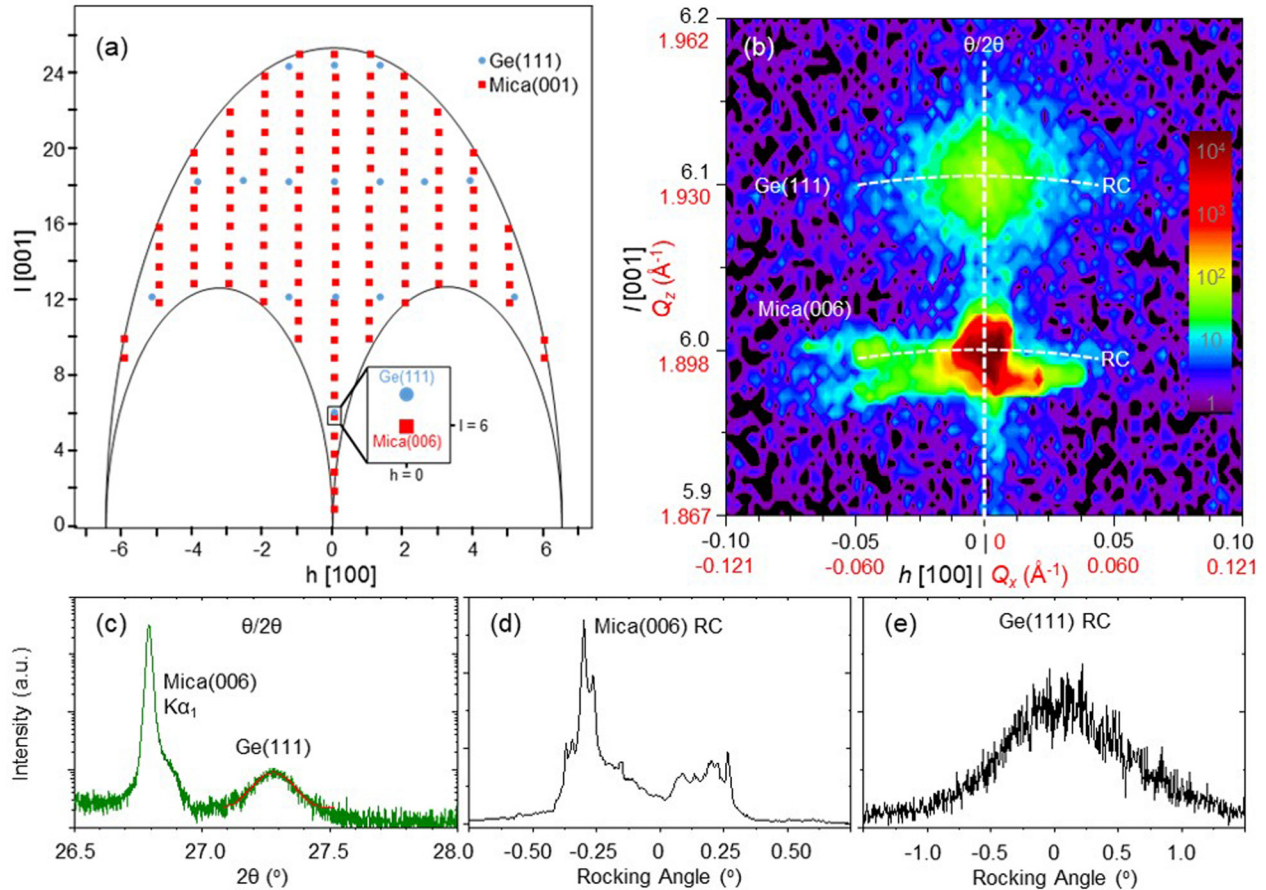 (a)
Ge(111)
Mica(001)
24
20
16
12
8
4
0
l [001]
-6
-4
-2
0
2
4
6
h [100]
Ge(111)
Mica(006)
l = 6
h = 0
(b)
θ/2θ
6.2
1.962
6.1
1.930
6.0
1.898
5.9
1.867
l [001]
Qz (Å-1)
Ge(111)
RC
Mica(006)
RC
10⁴
10³
10²
10
1
-0.10
-0.05
0 | 0
0.05
0.10
-0.121
-0.060
h [100] | Qx (Å-1)
0.060
0.121
(c)
θ/2θ
Mica(006)
Kα1
Ge(111)
Intensity (a.u.)
26.5
27.0
27.5
28.0
2θ (º)
(d)
Mica(006) RC
-0.50
-0.25
0
0.25
0.50
Rocking Angle (º)
(e)
Ge(111) RC
-1.0
-0.5
0
0.5
1.0
Rocking Angle (º)